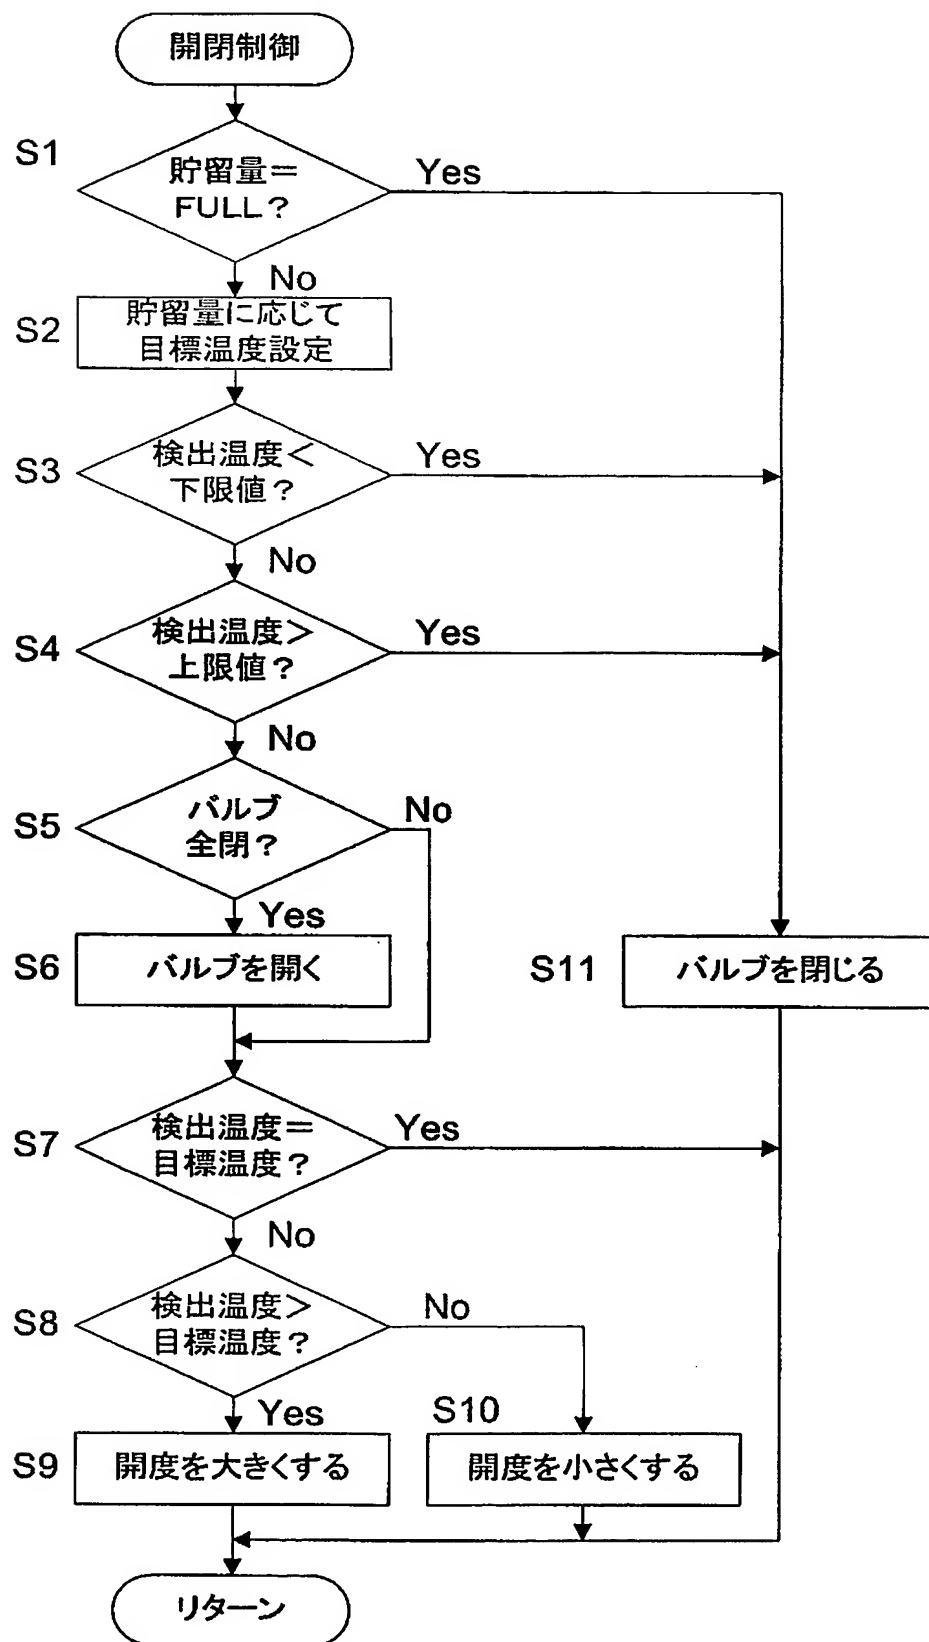 開閉制御
S1
貯留量＝
FULL？
Yes
No
S2
貯留量に応じて
目標温度設定
S3
検出温度＜
下限値？
Yes
No
S4
検出温度＞
上限値？
Yes
No
S5
バルブ
全閉？
No
Yes
S6
バルブを開く
S11
バルブを閉じる
S7
検出温度＝
目標温度？
Yes
No
S8
検出温度＞
目標温度？
No
Yes
S9
開度を大きくする
S10
開度を小さくする
リターン